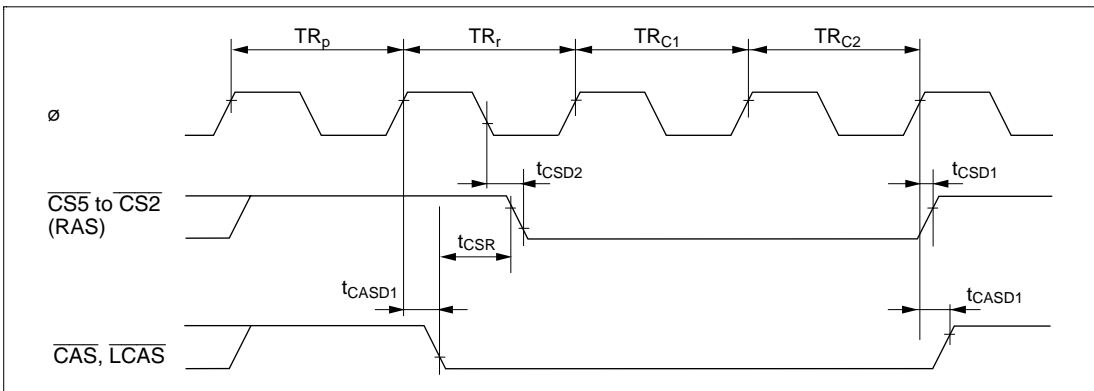 TRp TRr TRC1 TRC2
ø
tCSD2 tCSD1
CS5 to CS2
(RAS)
tCSR
tCASD1 tCASD1
CAS, LCAS